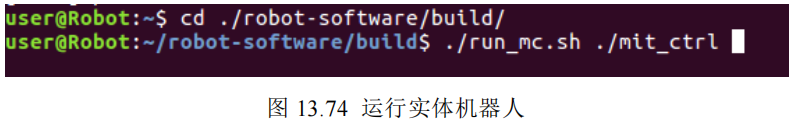 user@Robot:~$ cd ./robot-software/build/
user@Robot:~/robot-software/build$ ./run_mc.sh ./mit_ctrl
图 13.74 运行实体机器人